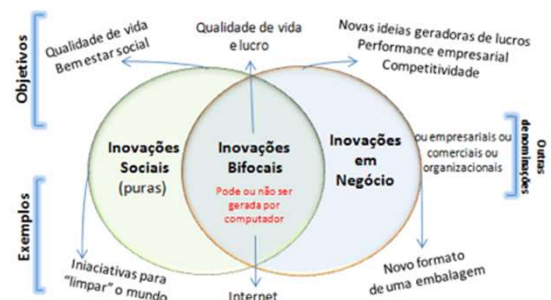 Objetivos
Qualidade de vida
Bem estar social
Qualidade de vida
e lucro
Novas ideias geradoras de lucros
Performance empresarial
Competitividade
Inovações
Sociais
(puras)
Inovações
Bifocais
Pode ou não ser
gerada por
computador
Inovações
em
Negócio
ou empresariais ou
comerciais ou
organizacionais
Outras
denominações
Exemplos
Iniaciativas para
"limpar" o mundo
Internet
Novo formato
de uma embalagem